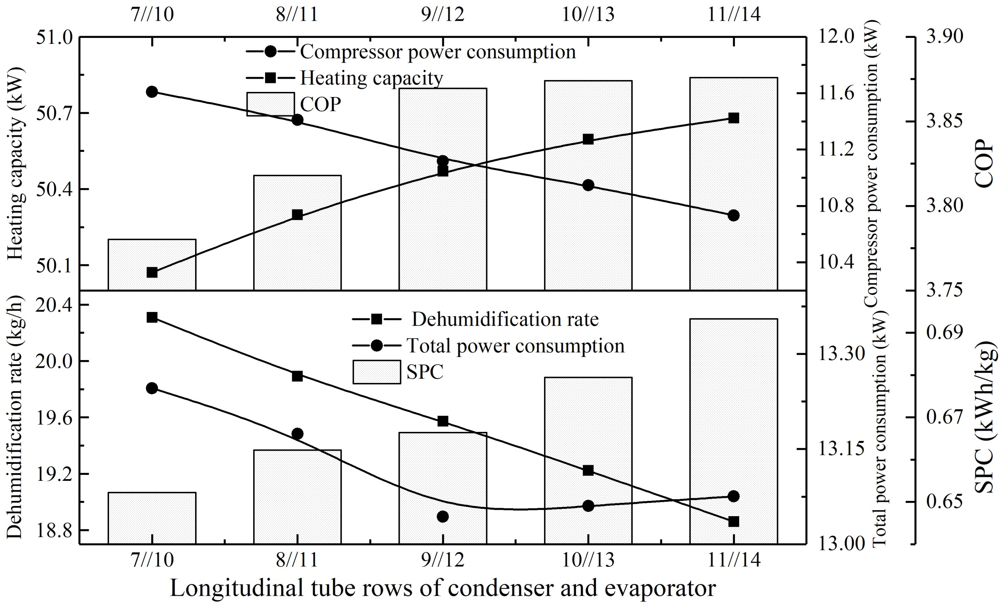 7//10 8//11 9//12 10//13 11//14
51.0
50.7
50.4
50.1
Heating capacity (kW)
Compressor power consumption
Heating capacity
COP
12.0
11.6
11.2
10.8
10.4
Compressor power consumption (kW)
3.90
3.85
3.80
3.75
COP
20.4
20.0
19.6
19.2
18.8
Dehumidification rate (kg/h)
Dehumidification rate
Total power consumption
SPC
13.30
13.15
13.00
Total power consumption (kW)
0.69
0.67
0.65
SPC (kWh/kg)
7//10 8//11 9//12 10//13 11//14
Longitudinal tube rows of condenser and evaporator